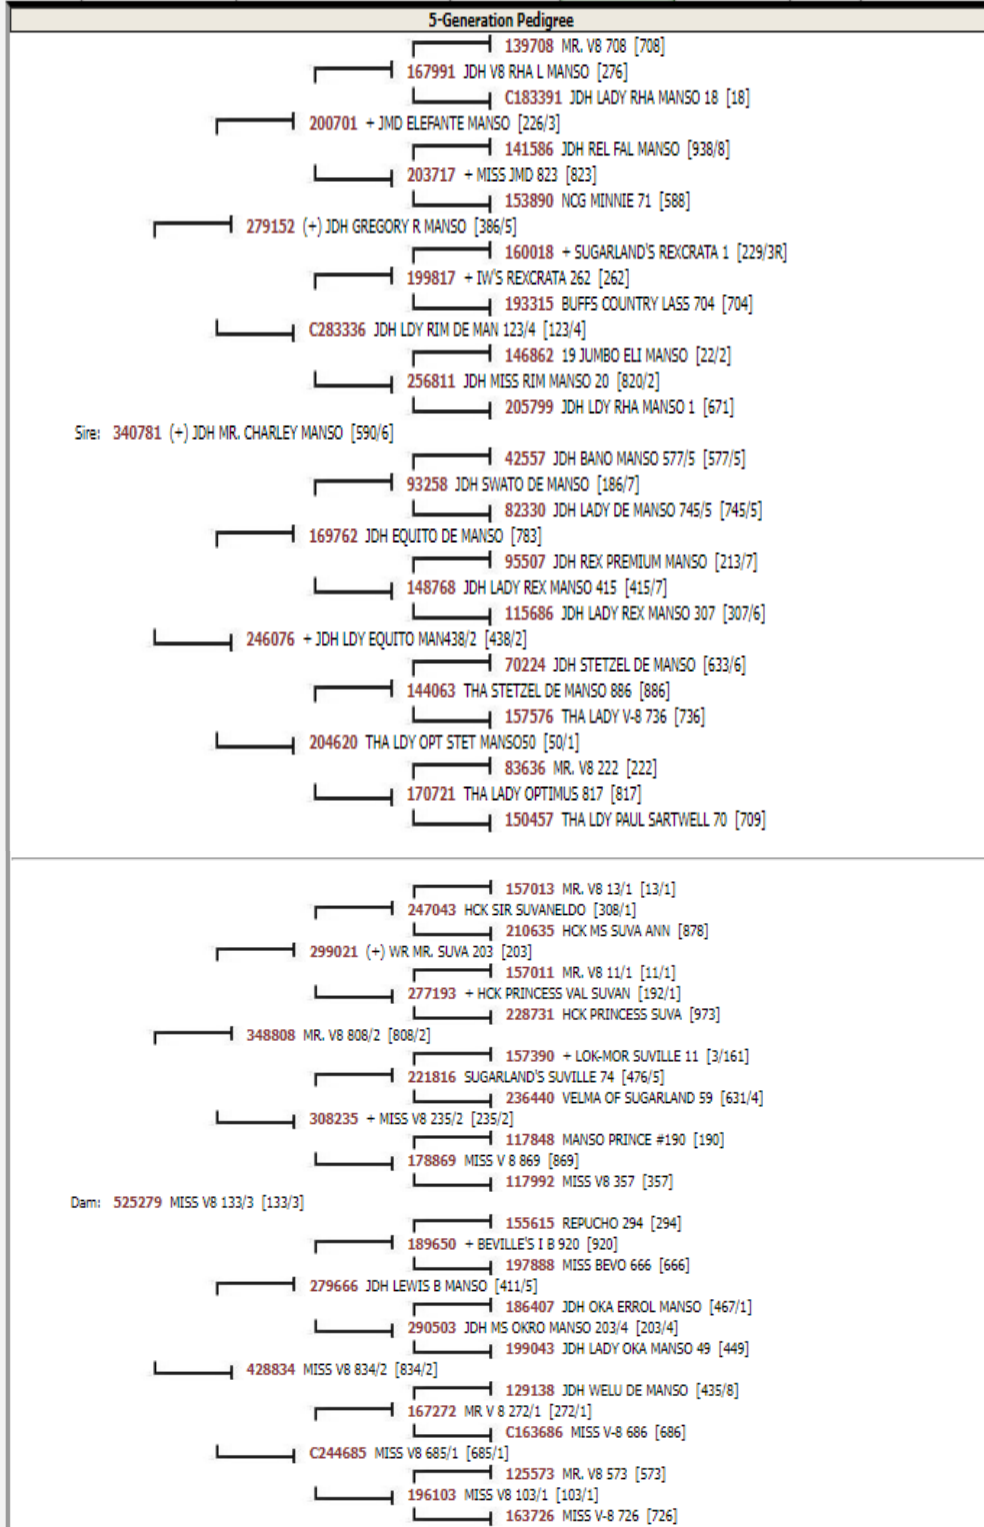 5-Generation Pedigree
139708 MR. V8 708 [708]
167991 JDH V8 RHA L MANSO [276]
C183391 JDH LADY RHA MANSO 18 [18]
200701 + JMD ELEFANTE MANSO [226/3]
141586 JDH REL FAL MANSO [938/8]
203717 + MISS JMD 823 [823]
153890 NCG MINNIE 71 [588]
279152 (+) JDH GREGORY R MANSO [386/5]
160018 + SUGARLAND'S REXCRATA 1 [229/3R]
199817 + IW'S REXCRATA 262 [262]
193315 BUFFS COUNTRY LASS 704 [704]
C283336 JDH LDY RIM DE MAN 123/4 [123/4]
146862 19 JUMBO ELI MANSO [22/2]
256811 JDH MISS RIM MANSO 20 [820/2]
205799 JDH LDY RHA MANSO 1 [671]
Sire: 340781 (+) JDH MR. CHARLEY MANSO [590/6]
42557 JDH BANO MANSO 577/5 [577/5]
93258 JDH SWATO DE MANSO [186/7]
82330 JDH LADY DE MANSO 745/5 [745/5]
169762 JDH EQUITO DE MANSO [783]
95507 JDH REX PREMIUM MANSO [213/7]
148768 JDH LADY REX MANSO 415 [415/7]
115686 JDH LADY REX MANSO 307 [307/6]
246076 + JDH LDY EQUITO MAN438/2 [438/2]
70224 JDH STETZEL DE MANSO [633/6]
144063 THA STETZEL DE MANSO 886 [886]
157576 THA LADY V-8 736 [736]
204620 THA LDY OPT STET MANSO50 [50/1]
83636 MR. V8 222 [222]
170721 THA LADY OPTIMUS 817 [817]
150457 THA LDY PAUL SARTWELL 70 [709]
157013 MR. V8 13/1 [13/1]
247043 HCK SIR SUVANELDO [308/1]
210635 HCK MS SUVA ANN [878]
299021 (+) WR MR. SUVA 203 [203]
157011 MR. V8 11/1 [11/1]
277193 + HCK PRINCESS VAL SUVAN [192/1]
228731 HCK PRINCESS SUVA [973]
348808 MR. V8 808/2 [808/2]
157390 + LOK-MOR SUVILLE 11 [3/161]
221816 SUGARLAND'S SUVILLE 74 [476/5]
236440 VELMA OF SUGARLAND 59 [631/4]
308235 + MISS V8 235/2 [235/2]
117848 MANSO PRINCE #190 [190]
178869 MISS V 8 869 [869]
117992 MISS V8 357 [357]
Dam: 525279 MISS V8 133/3 [133/3]
155615 REPUCHO 294 [294]
189650 + BEVILLE'S I B 920 [920]
197888 MISS BEVO 666 [666]
279666 JDH LEWIS B MANSO [411/5]
186407 JDH OKA ERROL MANSO [467/1]
290503 JDH MS OKRO MANSO 203/4 [203/4]
199043 JDH LADY OKA MANSO 49 [449]
428834 MISS V8 834/2 [834/2]
129138 JDH WELU DE MANSO [435/8]
167272 MR V 8 272/1 [272/1]
C163686 MISS V-8 686 [686]
C244685 MISS V8 685/1 [685/1]
125573 MR. V8 573 [573]
196103 MISS V8 103/1 [103/1]
163726 MISS V-8 726 [726]